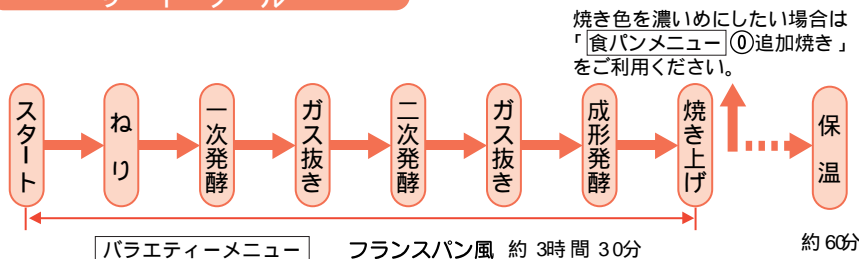 焼き色を濃いめにしたい場合は
「食パンメニュー⓪追加焼き」
をご利用ください。
スタート
ねり
一次発酵
ガス抜き
二次発酵
ガス抜き
成形発酵
焼き上げ
保温
バラエティーメニュー フランスパン風 約 3時間 30分
約 60分